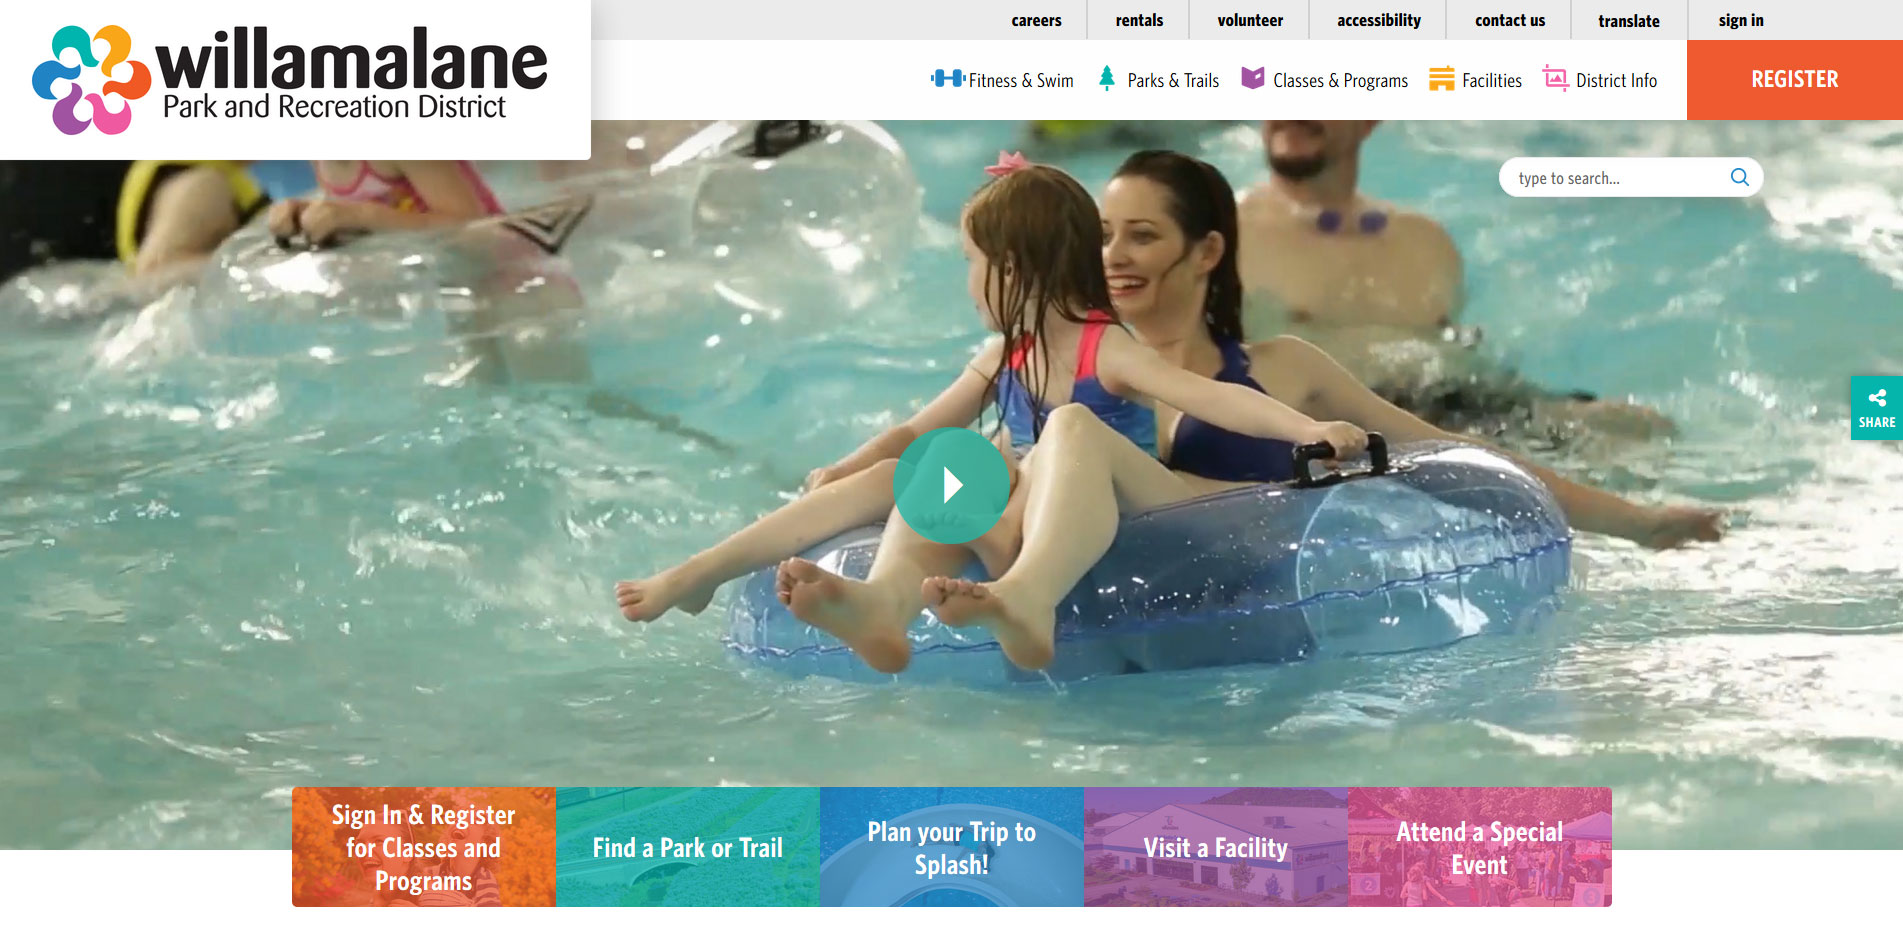 careers
rentals
volunteer
accessibility
contact us
translate
sign in
willamalane
Park and Recreation District
Fitness & Swim
Parks & Trails
Classes & Programs
Facilities
District Info
REGISTER
type to search...
SHARE
Sign In & Register
for Classes and
Programs
Find a Park or Trail
Plan your Trip to
Splash!
Visit a Facility
Attend a Special
Event